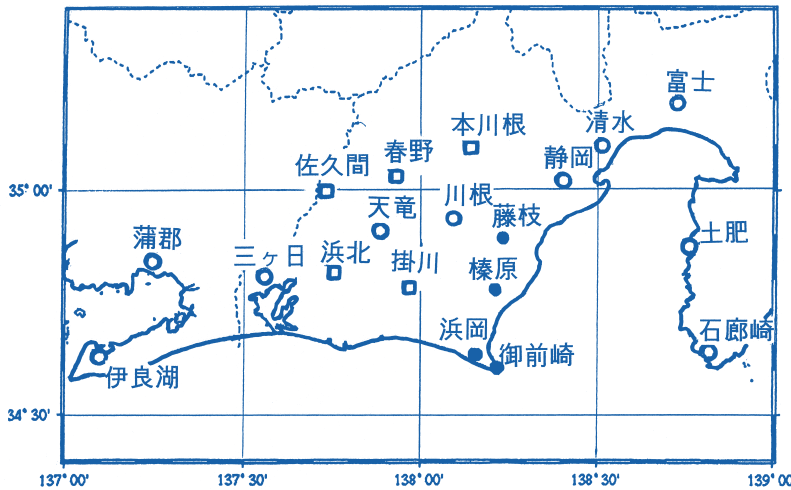 富士
清水
本川根
静岡
春野
佐久間
35° 00'
川根
藤枝
天竜
土肥
蒲郡
三ヶ日
浜北
掛川
榛原
浜岡
石廊崎
御前崎
伊良湖
34° 30'
137° 00'
137° 30'
138° 00'
138° 30'
139° 00